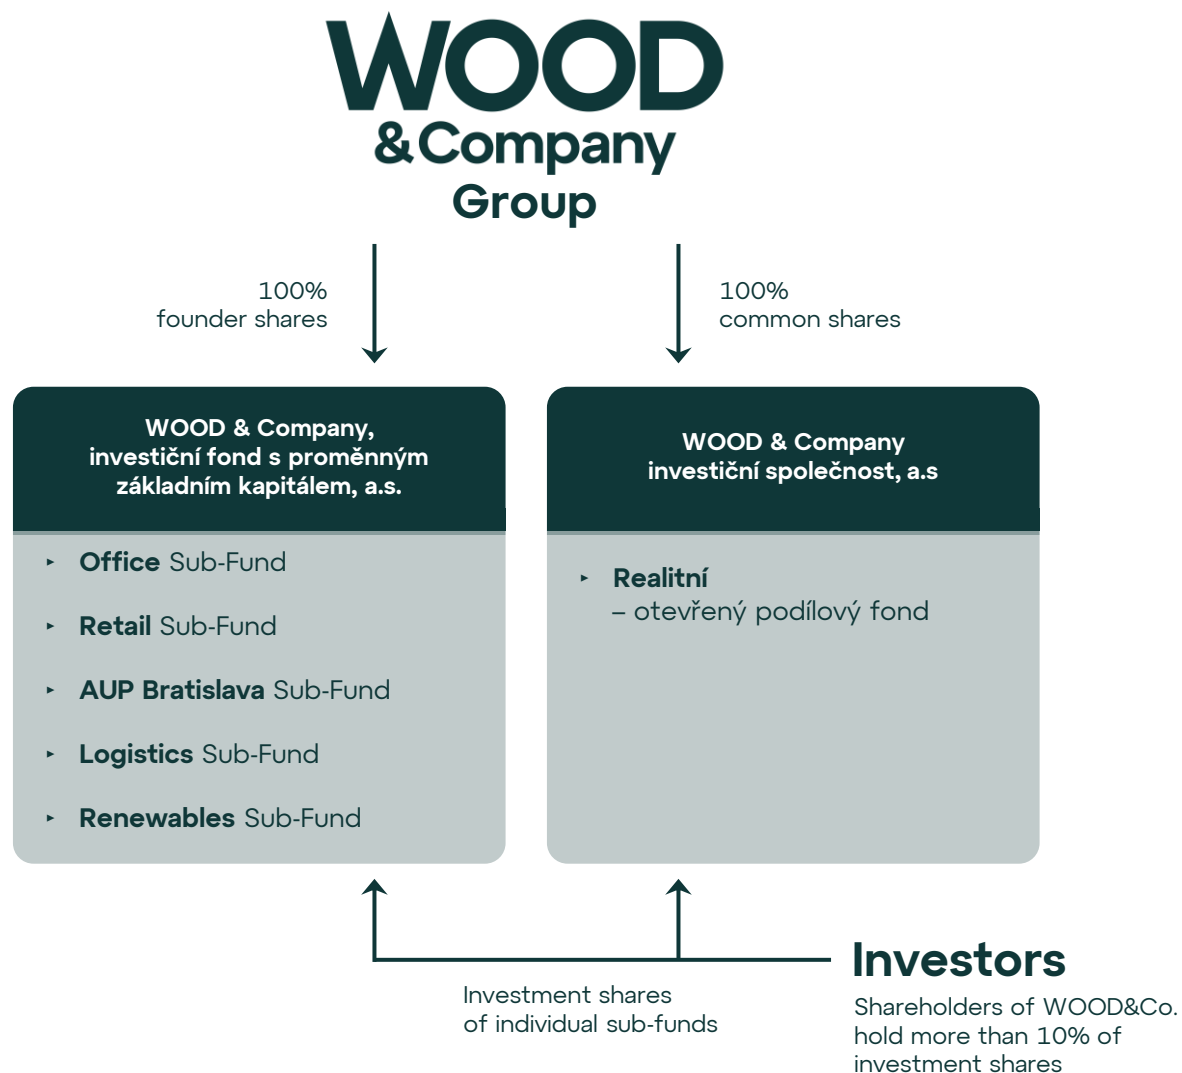 WOOD
&Company
Group
100%
founder shares
100%
common shares
WOOD & Company,
investiční fond s proměnným
základním kapitálem, a.s.
WOOD & Company
investiční společnost, a.s
‣ Office Sub-Fund
‣ Retail Sub-Fund
‣ AUP Bratislava Sub-Fund
‣ Logistics Sub-Fund
‣ Renewables Sub-Fund
‣ Realitní
– otevřený podílový fond
Investment shares
of individual sub-funds
Investors
Shareholders of WOOD&Co.
hold more than 10% of
investment shares